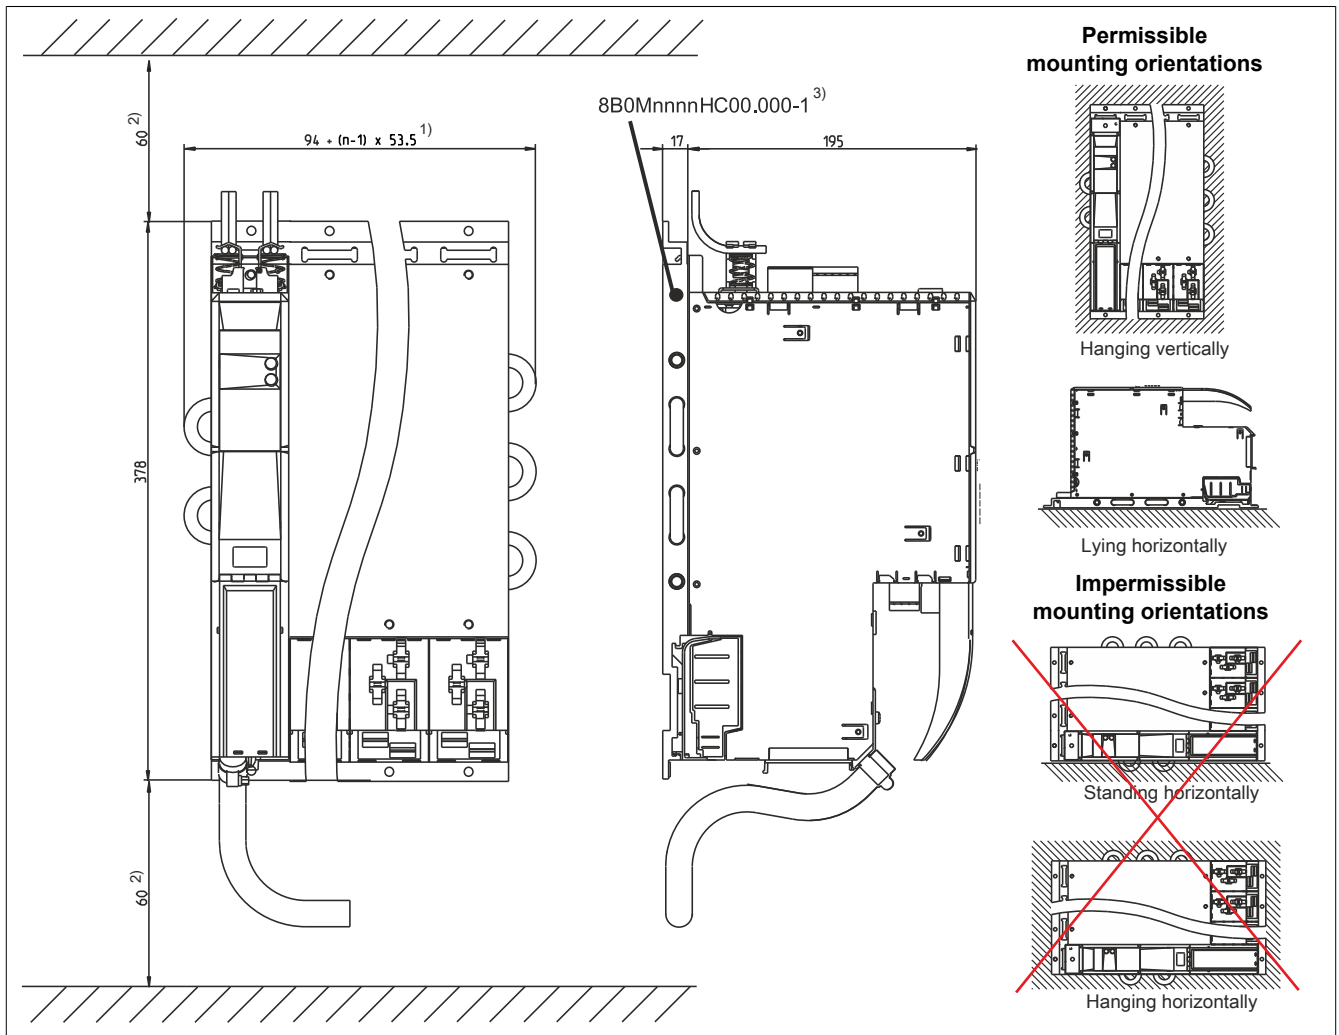 Permissible
mounting orientations
8B0MnnnnHC00.000-1 3)
60 2)
94 + (n-1) x 53.5 1)
17
195
Hanging vertically
378
Lying horizontally
Impermissible
mounting orientations
Standing horizontally
60 2)
Hanging horizontally